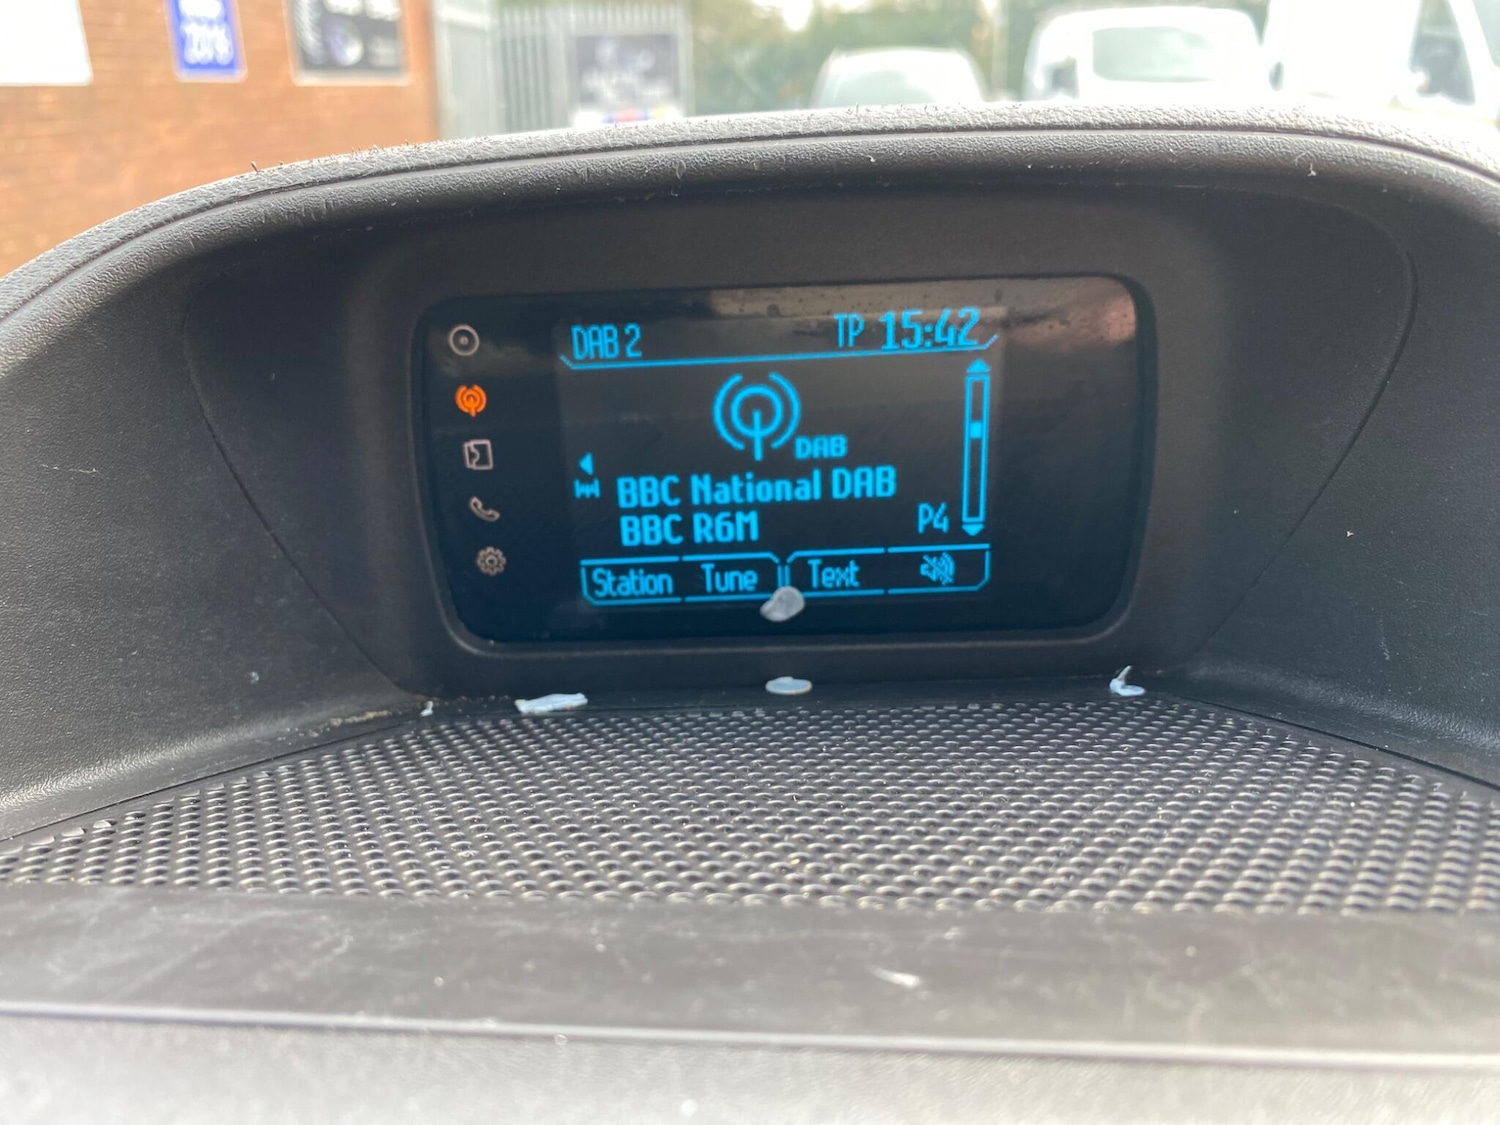 DAB 2 TP 15:42
DAB
BBC National DAB
BBC R6M P4
Station Tune Text